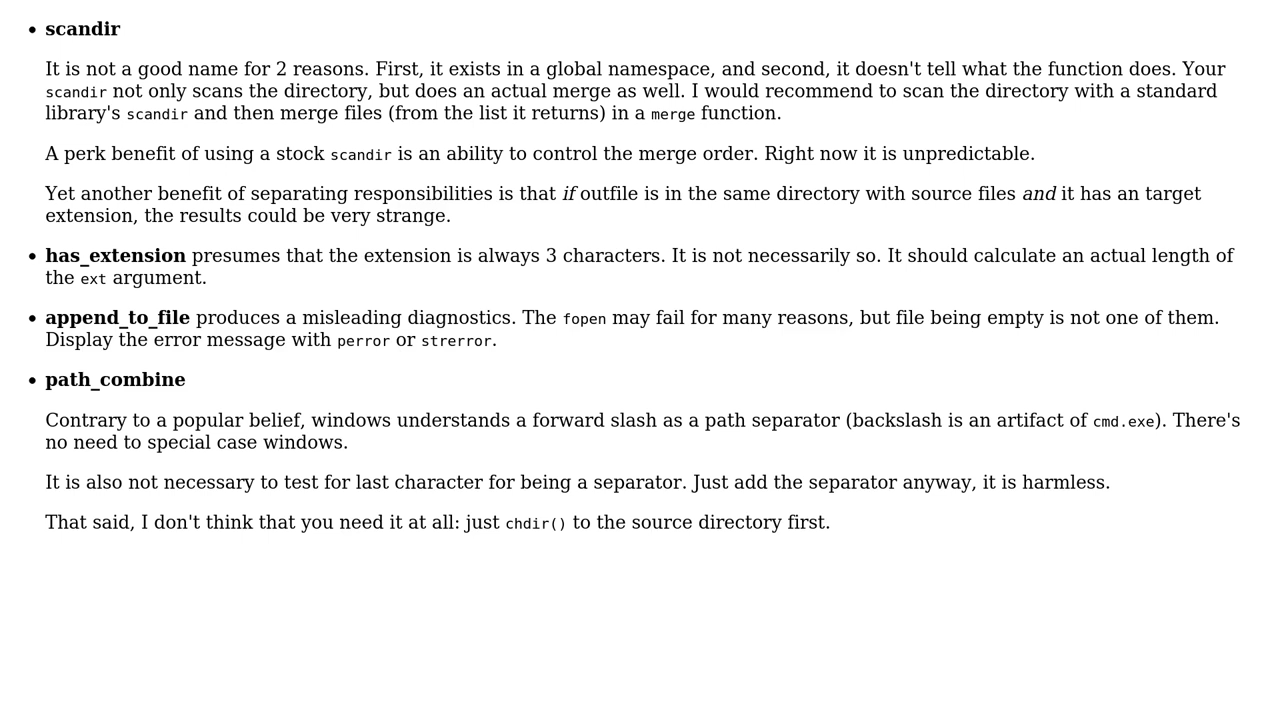 • scandir
It is not a good name for 2 reasons. First, it exists in a global namespace, and second, it doesn't tell what the function does. Your
scandir not only scans the directory, but does an actual merge as well. I would recommend to scan the directory with a standard
library's scandir and then merge files (from the list it returns) in a merge function.
A perk benefit of using a stock scandir is an ability to control the merge order. Right now it is unpredictable.
Yet another benefit of separating responsibilities is that if outfile is in the same directory with source files and it has an target
extension, the results could be very strange.
• has_extension presumes that the extension is always 3 characters. It is not necessarily so. It should calculate an actual length of
the ext argument.
• append_to_file produces a misleading diagnostics. The fopen may fail for many reasons, but file being empty is not one of them.
Display the error message with perror or strerror.
• path_combine
Contrary to a popular belief, windows understands a forward slash as a path separator (backslash is an artifact of cmd.exe). There's
no need to special case windows.
It is also not necessary to test for last character for being a separator. Just add the separator anyway, it is harmless.
That said, I don't think that you need it at all: just chdir() to the source directory first.